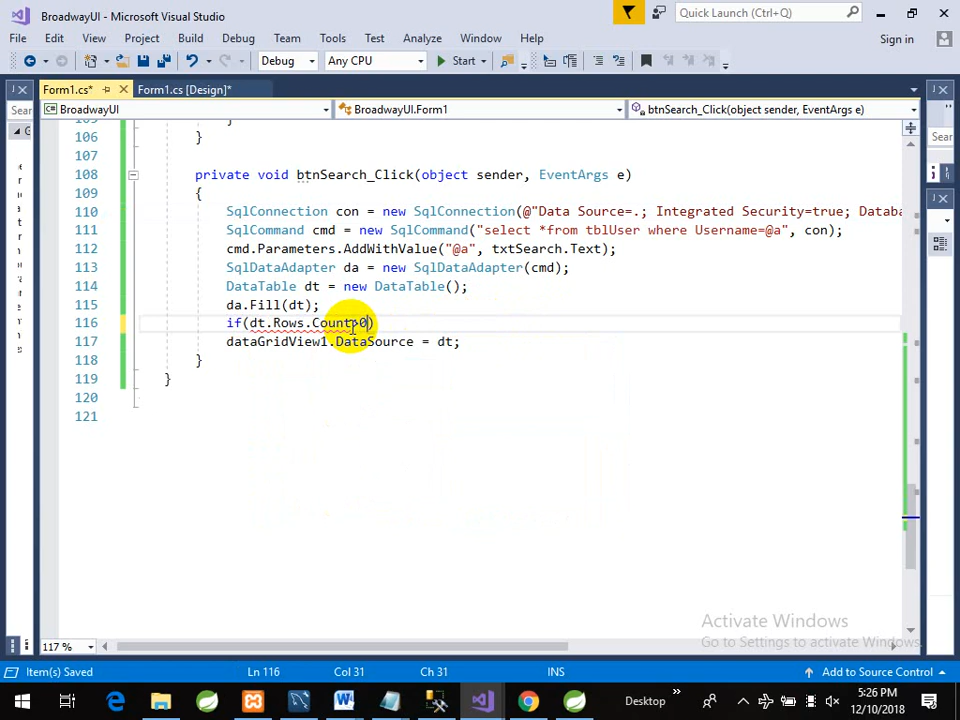 BroadwayUI - Microsoft Visual Studio
Quick Launch (Ctrl+Q)
File Edit View Project Build Debug Team Tools Test Analyze Window Help Sign in
Debug Any CPU Start
Form1.cs* Form1.cs [Design]*
Sear BroadwayUI BroadwayUI.Form1 btnSearch_Click(object sender, EventArgs e)
Sear
105 }
106 }
107
108 private void btnSearch_Click(object sender, EventArgs e)
109 {
110 SqlConnection con = new SqlConnection(@"Data Source=.; Integrated Security=true; Databa
111 SqlCommand cmd = new SqlCommand("select *from tblUser where Username=@a", con);
112 cmd.Parameters.AddWithValue("@a", txtSearch.Text);
113 SqlDataAdapter da = new SqlDataAdapter(cmd);
114 DataTable dt = new DataTable();
115 da.Fill(dt);
116 if(dt.Rows.Count>0)
117 dataGridView1.DataSource = dt;
118 }
119 }
120
121
Activate Windows
Go to Settings to activate Windows.
117 %
Item(s) Saved Ln 116 Col 31 Ch 31 INS Add to Source Control
Desktop
5:26 PM
12/10/2018